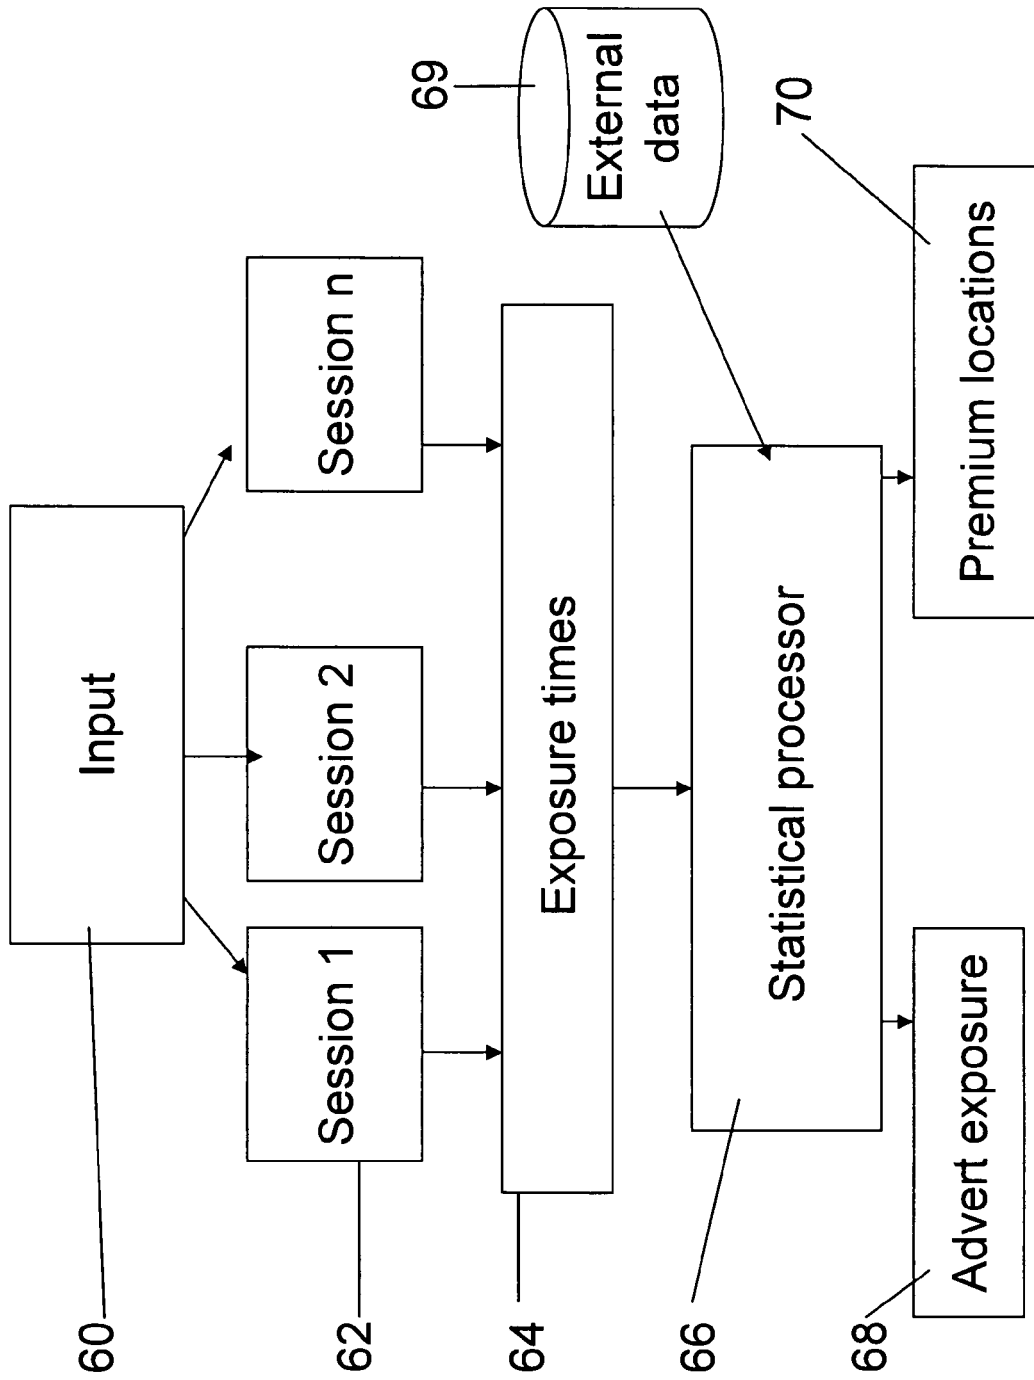 60
Input
62
Session 1
Session 2
Session n
64
Exposure times
69
External
data
66
Statistical processor
68
Advert exposure
70
Premium locations